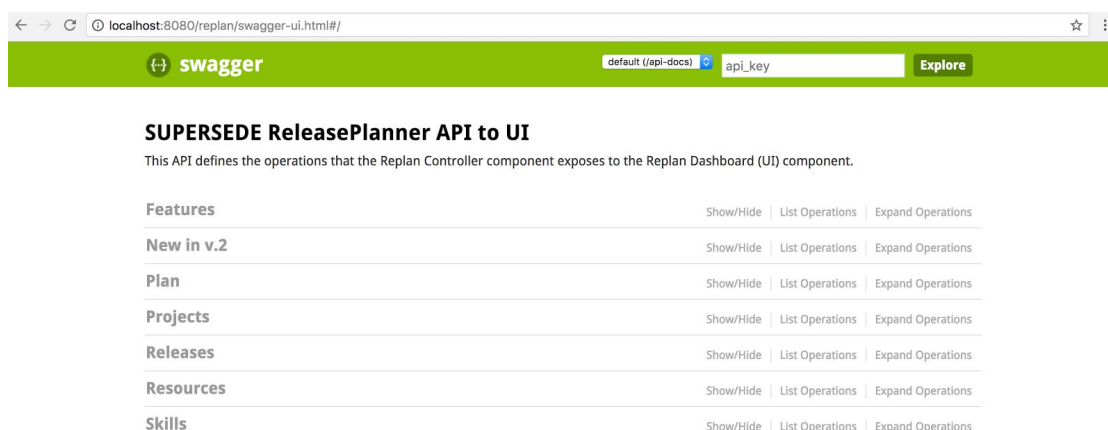 localhost:8080/replan/swagger-ui.html#/
{···} swagger default (/api-docs) api_key Explore
SUPERSEDE ReleasePlanner API to UI
This API defines the operations that the Replan Controller component exposes to the Replan Dashboard (UI) component.
Features Show/Hide List Operations Expand Operations
New in v.2 Show/Hide List Operations Expand Operations
Plan Show/Hide List Operations Expand Operations
Projects Show/Hide List Operations Expand Operations
Releases Show/Hide List Operations Expand Operations
Resources Show/Hide List Operations Expand Operations
Skills Show/Hide List Operations Expand Operations